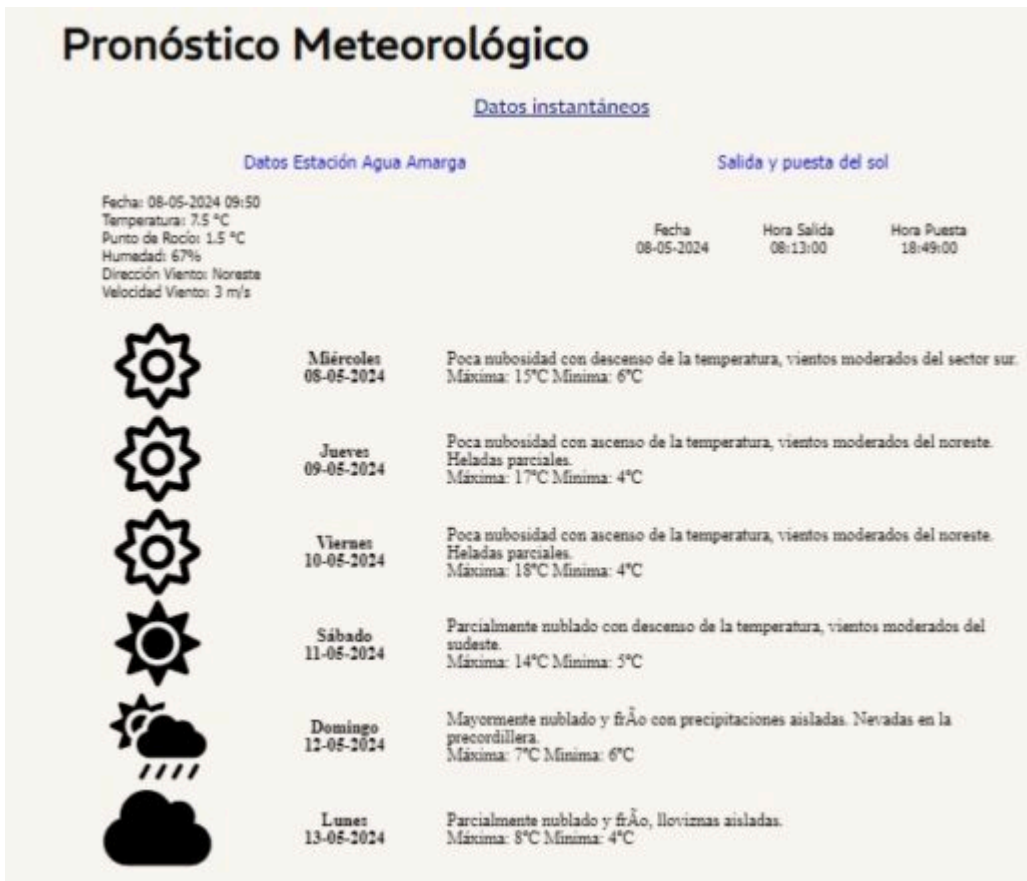 Pronóstico Meteorológico
Datos instantáneos
Datos Estación Agua Amarga
Fecha: 08-05-2024 09:50
Temperatura: 7.5 °C
Punto de Rocío: 1.5 °C
Humedad: 67%
Dirección Viento: Noreste
Velocidad Viento: 3 m/s
Salida y puesta del sol
Fecha Hora Salida Hora Puesta
08-05-2024 08:13:00 18:49:00
Miércoles
08-05-2024
Poca nubosidad con descenso de la temperatura, vientos moderados del sector sur.
Máxima: 15°C Minima: 6°C
Jueves
09-05-2024
Poca nubosidad con ascenso de la temperatura, vientos moderados del noreste.
Heladas parciales.
Máxima: 17°C Minima: 4°C
Viernes
10-05-2024
Poca nubosidad con ascenso de la temperatura, vientos moderados del noreste.
Heladas parciales.
Máxima: 18°C Minima: 4°C
Sábado
11-05-2024
Parcialmente nublado con descenso de la temperatura, vientos moderados del
sudeste.
Máxima: 14°C Minima: 5°C
Domingo
12-05-2024
Mayormente nublado y frÃo con precipitaciones aisladas. Nevadas en la
precordillera.
Máxima: 7°C Minima: 6°C
Lunes
13-05-2024
Parcialmente nublado y frÃo, lloviznas aisladas.
Máxima: 8°C Minima: 4°C